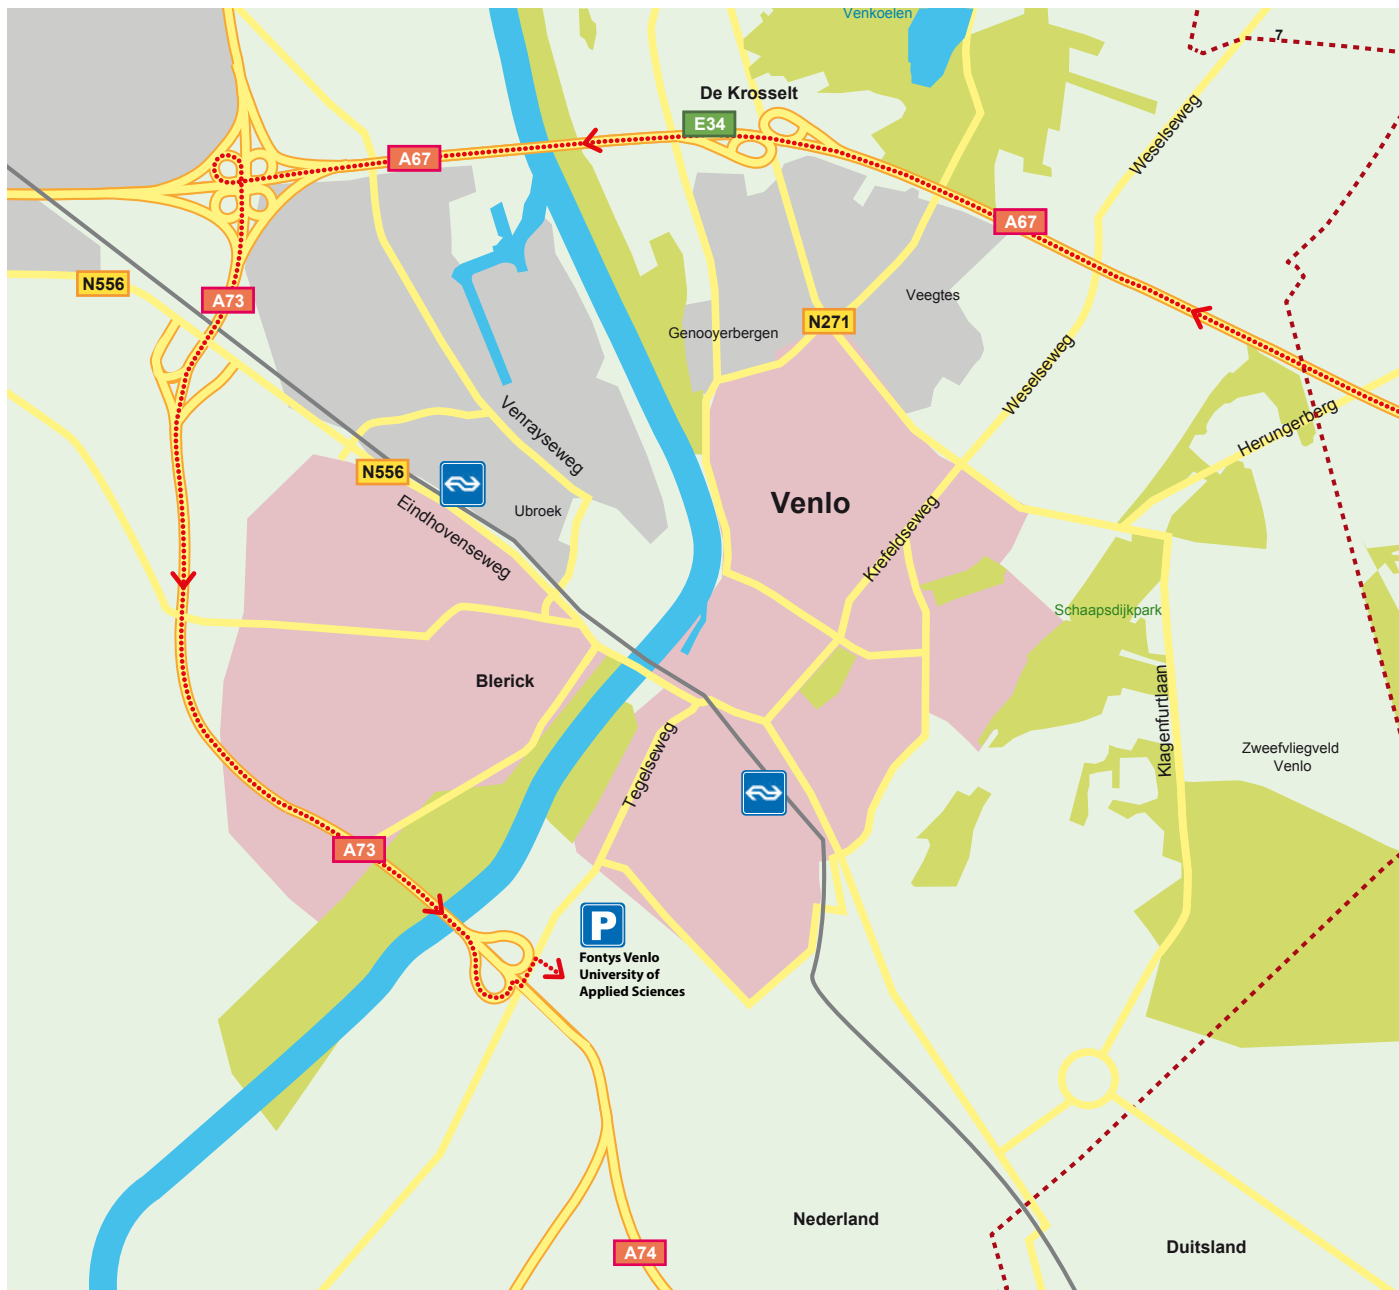 Venkoelen
7
De Krosselt
E34
Weselseweg
A67
A67
N556
A73
Veegtes
N271
Genooyerbergen
Weselseweg
Herungerberg
Venrayseweg
N556
Venlo
Eindhovenseweg
Ubroek
Krefeldseweg
Schaapsdijkpark
Blerick
Klagenfurtlaan
Tegelseweg
Zweefvliegveld
Venlo
A73
P
Fontys Venlo
University of
Applied Sciences
Nederland
Duitsland
A74